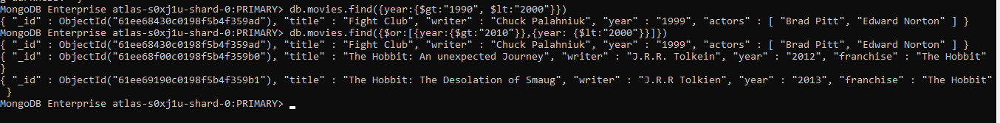 MongoDB Enterprise atlas-s0xj1u-shard-0:PRIMARY> db.movies.find({year:{$gt:"1990", $lt:"2000"}})
{ "_id" : ObjectId("61ee68430c0198f5b4f359ad"), "title" : "Fight Club", "writer" : "Chuck Palahniuk", "year" : "1999", "actors" : [ "Brad Pitt", "Edward Norton" ] }
MongoDB Enterprise atlas-s0xj1u-shard-0:PRIMARY> db.movies.find({$or:[{year:{$gt:"2010"}},{year: {$lt:"2000"}}]})
{ "_id" : ObjectId("61ee68430c0198f5b4f359ad"), "title" : "Fight Club", "writer" : "Chuck Palahniuk", "year" : "1999", "actors" : [ "Brad Pitt", "Edward Norton" ] }
{ "_id" : ObjectId("61ee68f00c0198f5b4f359b0"), "title" : "The Hobbit: An unexpected Journey", "writer" : "J.R.R. Tolkein", "year" : "2012", "franchise" : "The Hobbit"
}
{ "_id" : ObjectId("61ee69190c0198f5b4f359b1"), "title" : "The Hobbit: The Desolation of Smaug", "writer" : "J.R.R Tolkien", "year" : "2013", "franchise" : "The Hobbit"
 }
MongoDB Enterprise atlas-s0xj1u-shard-0:PRIMARY>